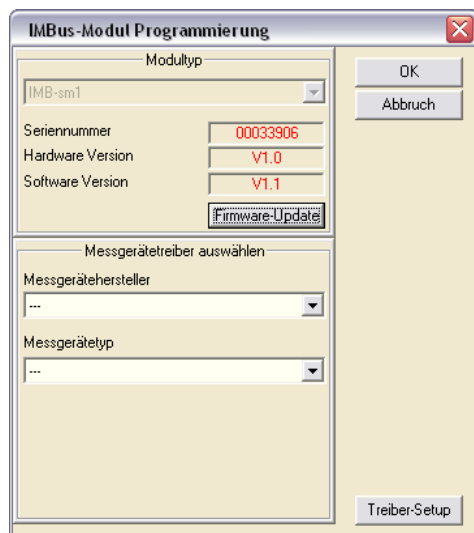 IMBus-Modul Programmierung
Modultyp
IMB-sm1
Seriennummer 00033906
Hardware Version V1.0
Software Version V1.1
Firmware-Update
OK
Abbruch
Messgerätetreiber auswählen
Messgerätehersteller
---
Messgerätetyp
---
Treiber-Setup